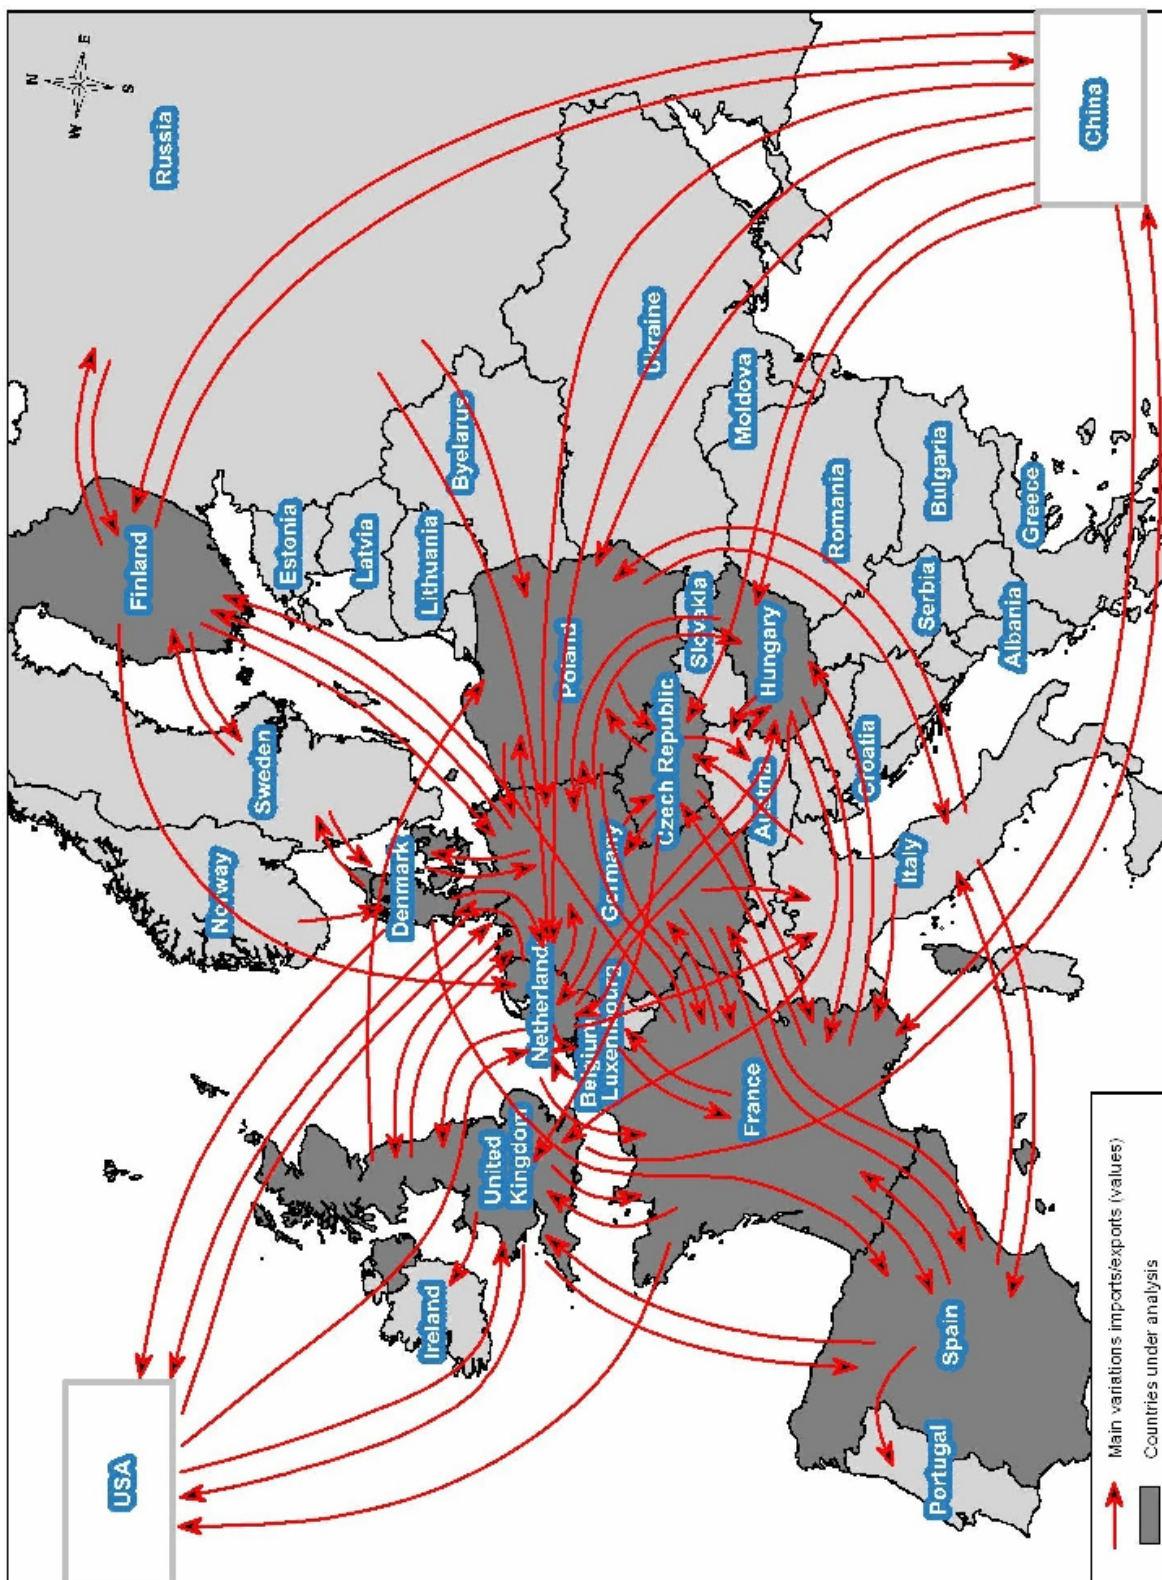 N
E
W
S
Russia
Finland
Norway
Sweden
Estonia
Latvia
Lithuania
Byelarus
Denmark
USA
Ireland
United
Kingdom
Netherland
Belgium
Luxembourg
Germany
Poland
Czech Republic
Slovakia
Ukraine
Moldova
Hungary
Austria
France
Romania
Croatia
Serbia
Bulgaria
Italy
Albania
Greece
Portugal
Spain
China
Main variations imports/exports (values)
Countries under analysis